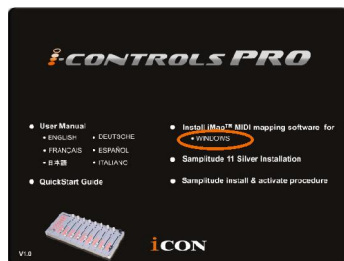 i-CONTROLS PRO
User Manual
• ENGLISH • DEUTSCHE
• FRANÇAIS • ESPAÑOL
• 日本語 • ITALIANO
QuickStart Guide
Install iMap™ MIDI mapping software for
• WINDOWS
Samplitude 11 Silver Installation
Samplitude install & activate procedure
V1.0
iCON